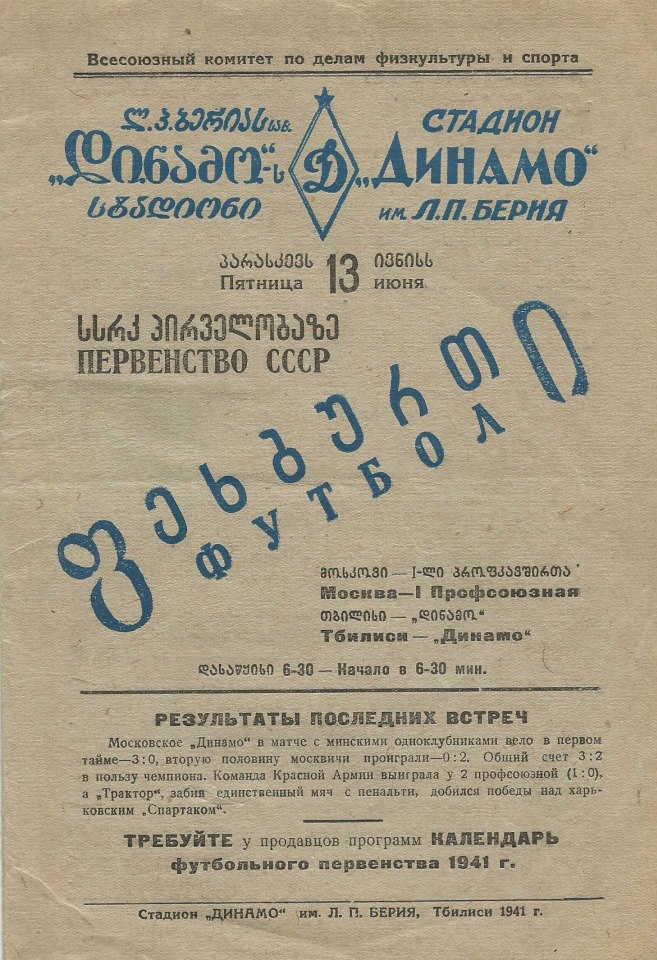 Всесоюзный комитет по делам физкультуры и спорта
ლ.პ.ბერიას სახ.
„დინამო“-ს
სტადიონი
Д
СТАДИОН
„ДИНАМО“
им. Л.П. БЕРИЯ
პარასკევს 13 ივნისს
Пятница июня
სსრკ პირველობაზე
ПЕРВЕНСТВО СССР
ფეხბურთი
ФУТБОЛ
მოსკოვი — I-ლი პროფკავშირთა
Москва—I Профсоюзная
თბილისი — „დინამო“
Тбилиси — „Динамо“
დასაწყისი 6-30 — Начало в 6-30 мин.
РЕЗУЛЬТАТЫ ПОСЛЕДНИХ ВСТРЕЧ
Московское „Динамо“ в матче с минскими одноклубниками вело в первом
тайме—3:0, вторую половину москвичи проиграли—0:2. Общий счет 3:2
в пользу чемпиона. Команда Красной Армии выиграла у 2 профсоюзной (1:0),
а „Трактор“, забив единственный мяч с пенальти, добился победы над харь-
ковским „Спартаком“.
ТРЕБУЙТЕ у продавцов программ КАЛЕНДАРЬ
футбольного первенства 1941 г.
Стадион „ДИНАМО“ им. Л. П. БЕРИЯ, Тбилиси 1941 г.